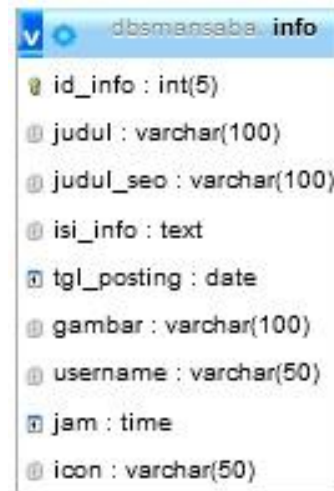 v dbsmansaba info
id_info : int(5)
judul : varchar(100)
judul_seo : varchar(100)
isi_info : text
tgl_posting : date
gambar : varchar(100)
username : varchar(50)
jam : time
icon : varchar(50)